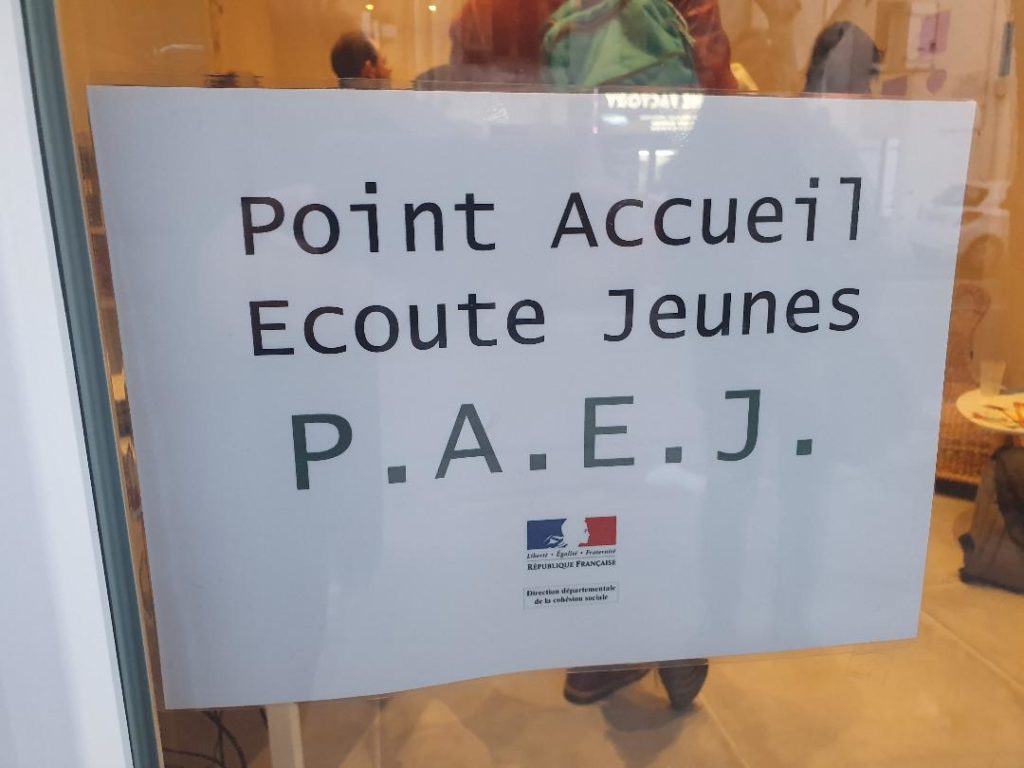 Point Accueil
Ecoute Jeunes
P.A.E.J.
Liberté • Égalité • Fraternité
RÉPUBLIQUE FRANÇAISE
Direction départementale
de la cohésion sociale